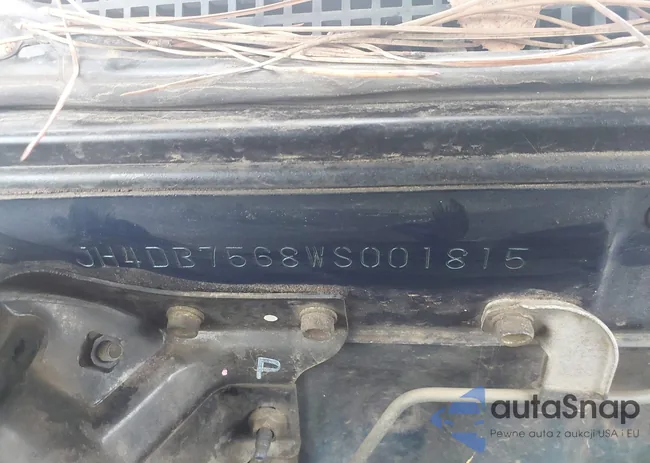 JH4DB7568WS001815
P
autaSnap
Pewne auta z aukcji USA i EU